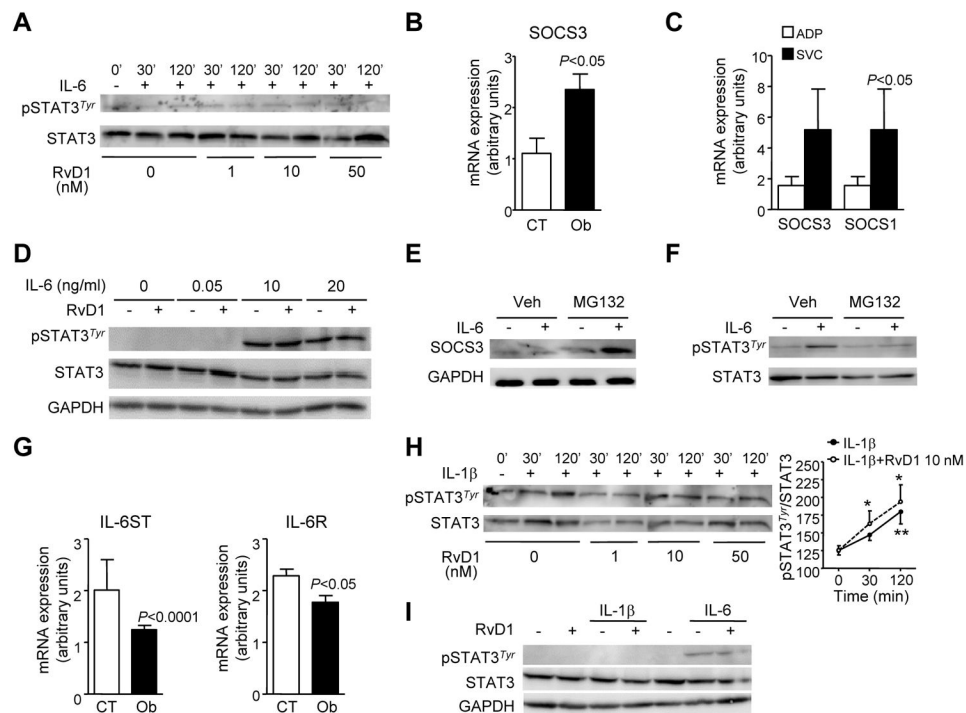 A
0' 30' 120' 30' 120' 30' 120' 30' 120'
IL-6 - + + + + + + + +
pSTAT3Tyr
STAT3
RvD1 (nM) 0 1 10 50
B
SOCS3
P<0.05
mRNA expression
(arbitrary units)
3
2
1
0
CT Ob
C
ADP
SVC
P<0.05
mRNA expression
(arbitrary units)
10
8
6
4
2
0
SOCS3 SOCS1
D
IL-6 (ng/ml) 0 0.05 10 20
RvD1 - + - + - + - +
pSTAT3Tyr
STAT3
GAPDH
E
Veh MG132
IL-6 - + - +
SOCS3
GAPDH
F
Veh MG132
IL-6 - + - +
pSTAT3Tyr
STAT3
G
IL-6ST
P<0.0001
mRNA expression
(arbitrary units)
3
2
1
0
CT Ob
IL-6R
P<0.05
mRNA expression
(arbitrary units)
3
2
1
0
CT Ob
H
0' 30' 120' 30' 120' 30' 120' 30' 120'
IL-1β - + + + + + + + +
pSTAT3Tyr
STAT3
RvD1 0 1 10 50
(nM)
IL-1β
IL-1β+RvD1 10 nM
pSTAT3Tyr/STAT3
200
175
150
125
100
* * **
0 30 120
Time (min)
I
IL-1β IL-6
RvD1 - + - + - - +
pSTAT3Tyr
STAT3
GAPDH